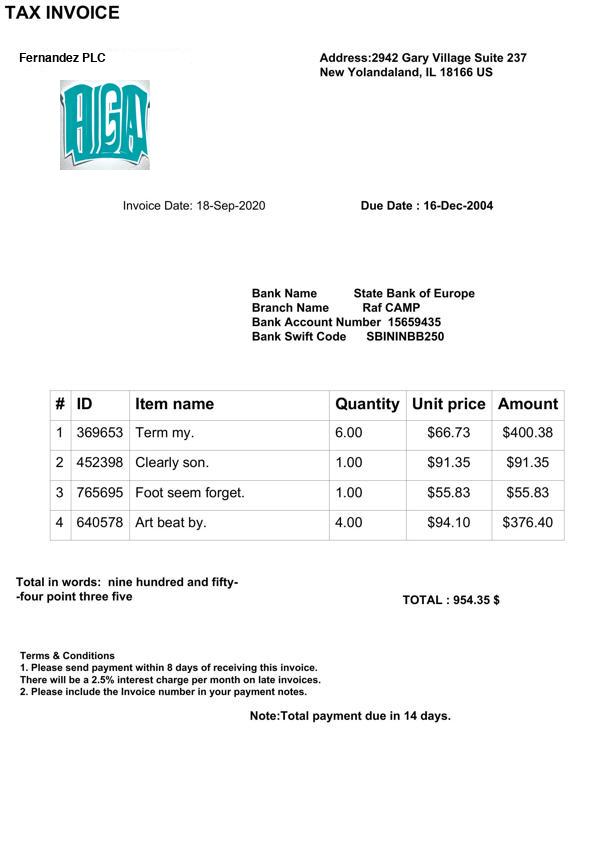 TAX INVOICE
Fernandez PLC
Address:2942 Gary Village Suite 237
New Yolandaland, IL 18166 US
HGA
Invoice Date: 18-Sep-2020
Due Date : 16-Dec-2004
Bank Name State Bank of Europe
Branch Name Raf CAMP
Bank Account Number 15659435
Bank Swift Code SBININBB250
# ID Item name Quantity Unit price Amount
1 369653 Term my. 6.00 $66.73 $400.38
2 452398 Clearly son. 1.00 $91.35 $91.35
3 765695 Foot seem forget. 1.00 $55.83 $55.83
4 640578 Art beat by. 4.00 $94.10 $376.40
Total in words: nine hundred and fifty-
-four point three five
TOTAL : 954.35 $
Terms & Conditions
1. Please send payment within 8 days of receiving this invoice.
There will be a 2.5% interest charge per month on late invoices.
2. Please include the Invoice number in your payment notes.
Note:Total payment due in 14 days.